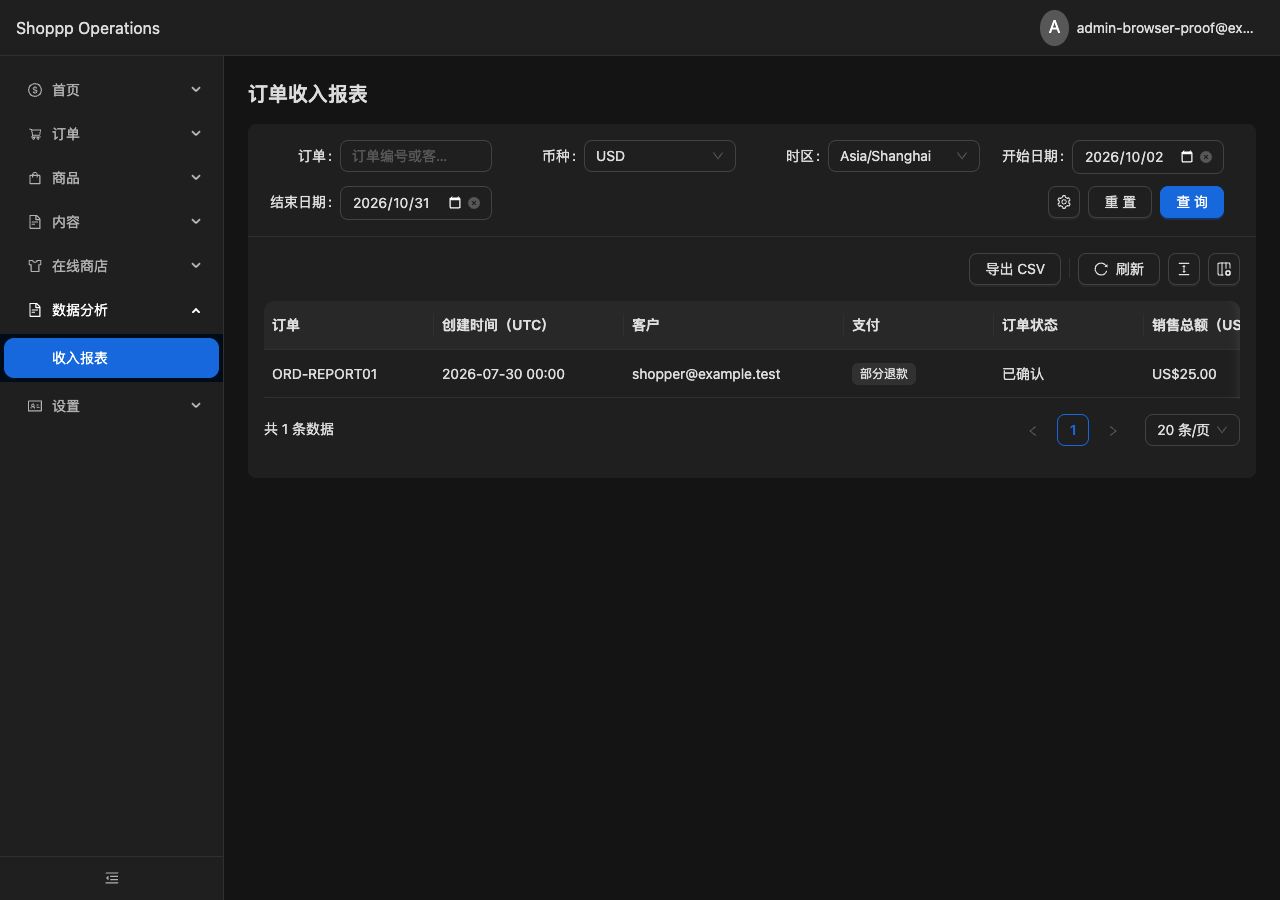 Shoppp Operations
A admin-browser-proof@ex...
首页
订单
商品
内容
在线商店
数据分析
收入报表
设置
订单收入报表
订单: 订单编号或客... 币种: USD 时区: Asia/Shanghai 开始日期: 2026/10/02
结束日期: 2026/10/31 重 置 查 询
导出 CSV 刷新
订单 创建时间（UTC） 客户 支付 订单状态 销售总额（US
ORD-REPORT01 2026-07-30 00:00 shopper@example.test 部分退款 已确认 US$25.00
共 1 条数据 < 1 > 20 条/页